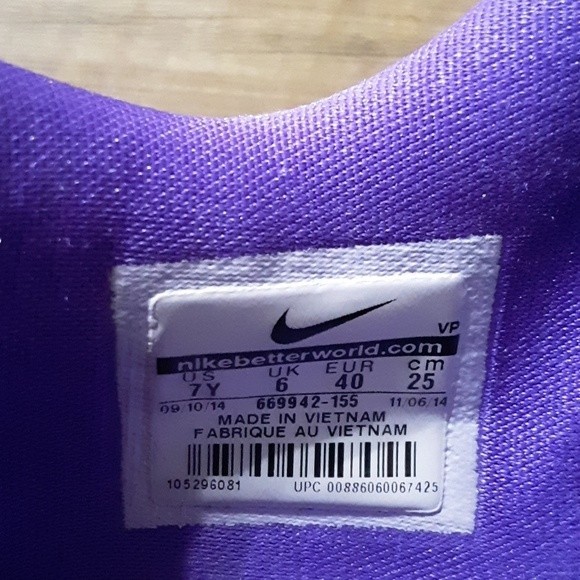 VP
nikebetterworld.com
US UK EUR cm
7Y 6 40 25
09/10/14 669942-155 11/06/14
MADE IN VIETNAM
FABRIQUE AU VIETNAM
105296081 UPC 00886060067425